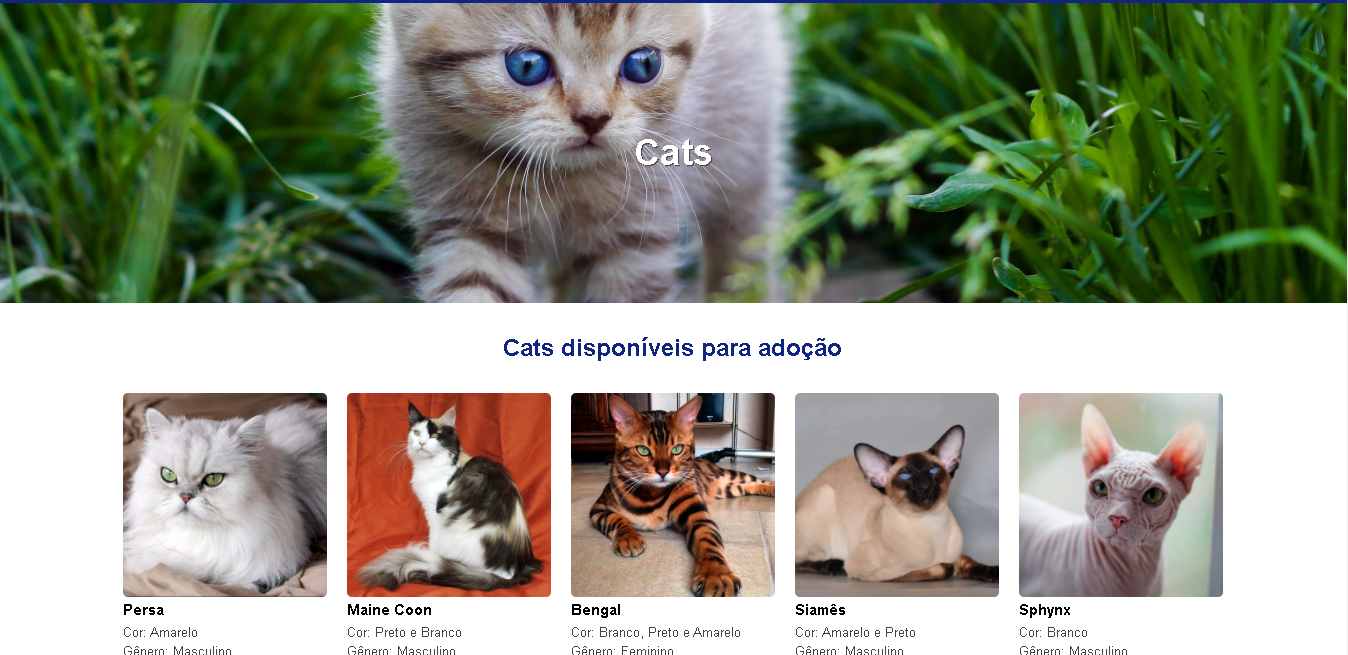 Cats
Cats disponíveis para adoção
Persa
Cor: Amarelo
Gênero: Masculino
Maine Coon
Cor: Preto e Branco
Gênero: Masculino
Bengal
Cor: Branco, Preto e Amarelo
Gênero: Feminino
Siamês
Cor: Amarelo e Preto
Gênero: Masculino
Sphynx
Cor: Branco
Gênero: Masculino